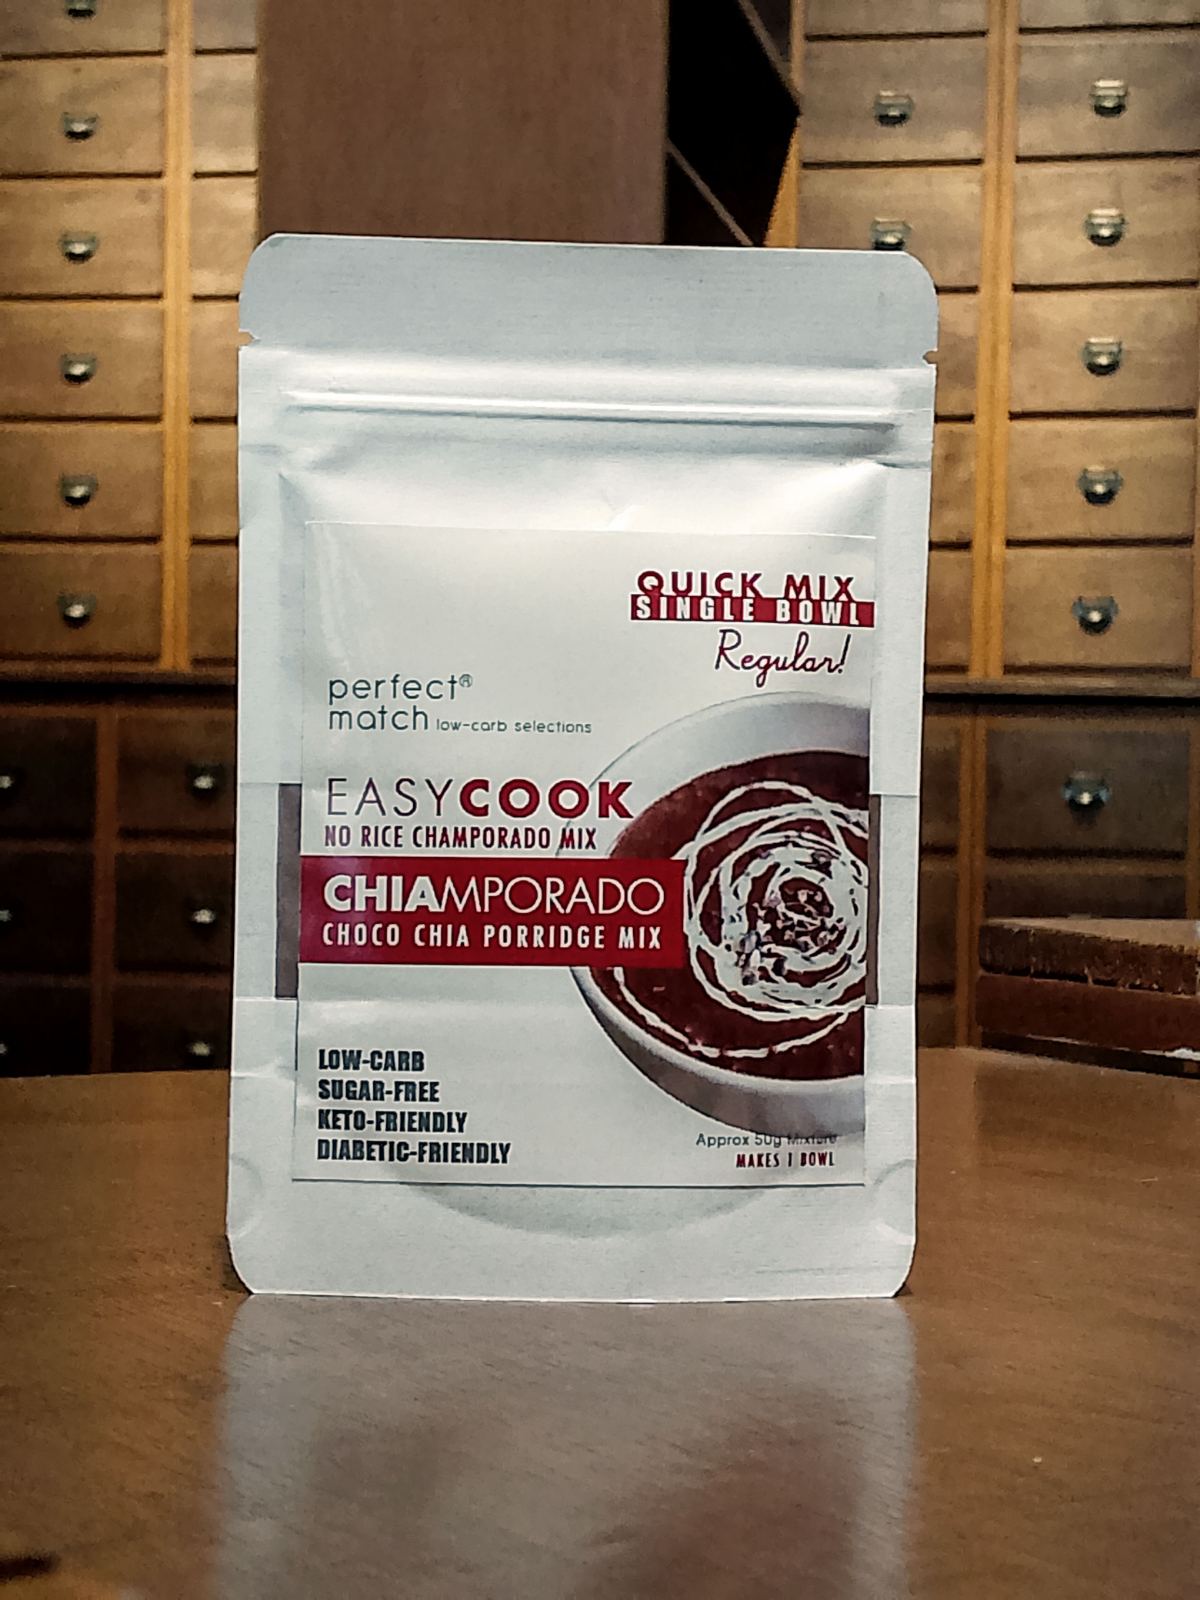 QUICK MIX
SINGLE BOWL
Regular!
perfect®
match low-carb selections
EASYCOOK
NO RICE CHAMPORADO MIX
CHIAMPORADO
CHOCO CHIA PORRIDGE MIX
LOW-CARB
SUGAR-FREE
KETO-FRIENDLY
DIABETIC-FRIENDLY
Approx 50g Mixture
MAKES 1 BOWL